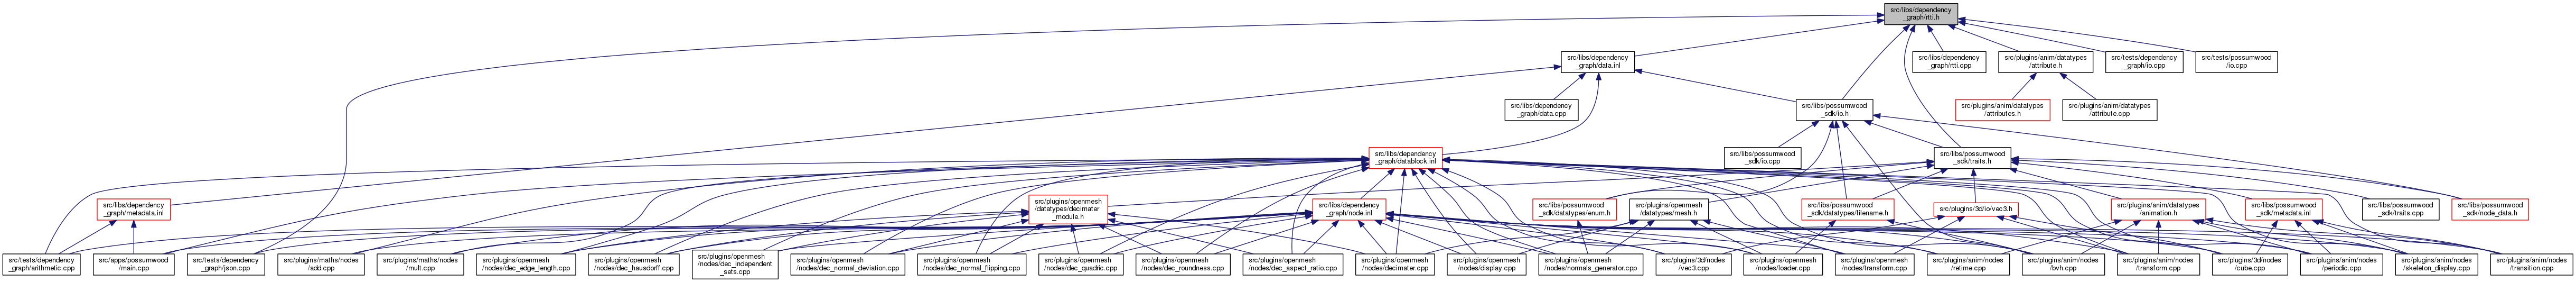 src/libs/dependency
_graph/rtti.h
src/libs/dependency
_graph/data.inl
src/libs/dependency
_graph/rtti.cpp
src/plugins/anim/datatypes
/attribute.h
src/tests/dependency
_graph/io.cpp
src/tests/possumwood
/io.cpp
src/libs/dependency
_graph/data.cpp
src/libs/possumwood
_sdk/io.h
src/plugins/anim/datatypes
/attributes.h
src/plugins/anim/datatypes
/attribute.cpp
src/libs/dependency
_graph/datablock.inl
src/libs/possumwood
_sdk/io.cpp
src/libs/possumwood
_sdk/traits.h
src/libs/dependency
_graph/metadata.inl
src/plugins/openmesh
/datatypes/decimater
_module.h
src/libs/dependency
_graph/node.inl
src/libs/possumwood
_sdk/datatypes/enum.h
src/plugins/openmesh
/datatypes/mesh.h
src/libs/possumwood
_sdk/datatypes/filename.h
src/plugins/3d/io/vec3.h
src/plugins/anim/datatypes
/animation.h
src/libs/possumwood
_sdk/metadata.inl
src/libs/possumwood
_sdk/traits.cpp
src/libs/possumwood
_sdk/node_data.h
src/tests/dependency
_graph/arithmetic.cpp
src/apps/possumwood
/main.cpp
src/tests/dependency
_graph/json.cpp
src/plugins/maths/nodes
/add.cpp
src/plugins/maths/nodes
/mult.cpp
src/plugins/openmesh
/nodes/dec_edge_length.cpp
src/plugins/openmesh
/nodes/dec_hausdorff.cpp
src/plugins/openmesh
/nodes/dec_independent
_sets.cpp
src/plugins/openmesh
/nodes/dec_normal_deviation.cpp
src/plugins/openmesh
/nodes/dec_normal_flipping.cpp
src/plugins/openmesh
/nodes/dec_quadric.cpp
src/plugins/openmesh
/nodes/dec_roundness.cpp
src/plugins/openmesh
/nodes/dec_aspect_ratio.cpp
src/plugins/openmesh
/nodes/decimater.cpp
src/plugins/openmesh
/nodes/display.cpp
src/plugins/openmesh
/nodes/normals_generator.cpp
src/plugins/3d/nodes
/vec3.cpp
src/plugins/openmesh
/nodes/loader.cpp
src/plugins/openmesh
/nodes/transform.cpp
src/plugins/anim/nodes
/retime.cpp
src/plugins/anim/nodes
/bvh.cpp
src/plugins/anim/nodes
/transform.cpp
src/plugins/3d/nodes
/cube.cpp
src/plugins/anim/nodes
/periodic.cpp
src/plugins/anim/nodes
/skeleton_display.cpp
src/plugins/anim/nodes
/transition.cpp